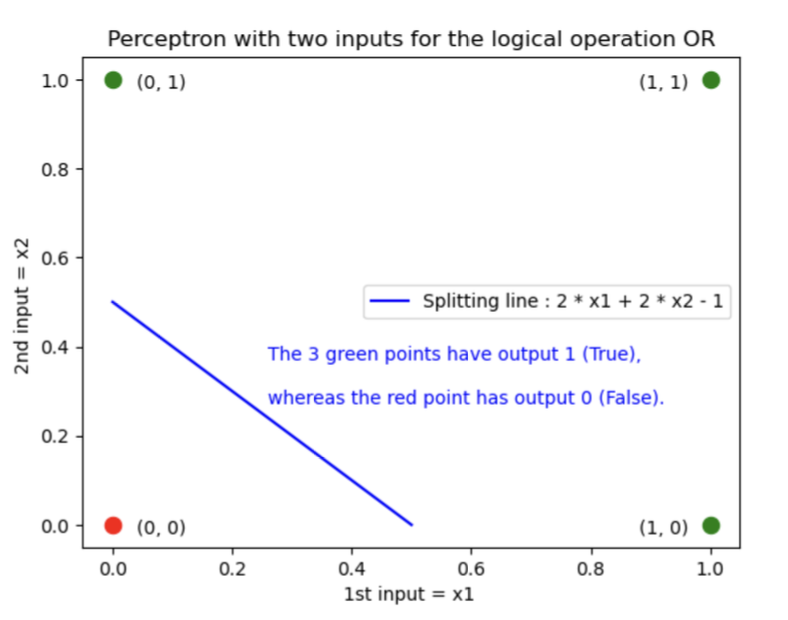 Perceptron with two inputs for the logical operation OR
1.0
(0, 1)
(1, 1)
0.8
0.6
Splitting line : 2 * x1 + 2 * x2 - 1
0.4
The 3 green points have output 1 (True),
whereas the red point has output 0 (False).
0.2
0.0
(0, 0)
(1, 0)
2nd input = x2
0.0 0.2 0.4 0.6 0.8 1.0
1st input = x1